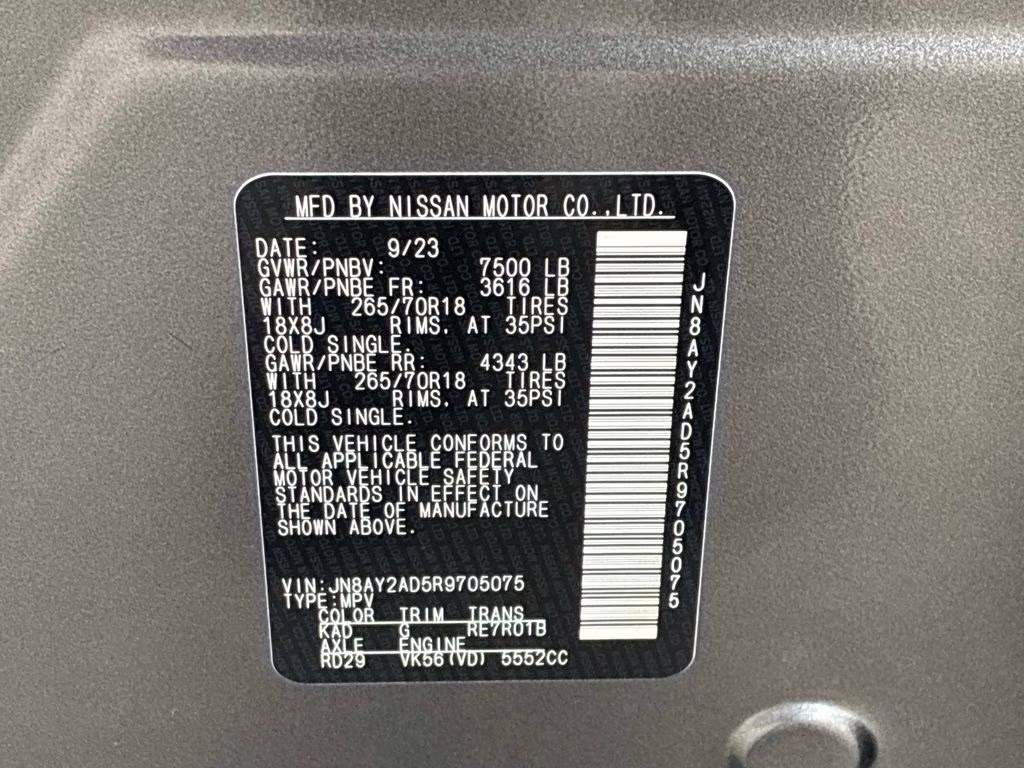 MFD BY NISSAN MOTOR CO.,LTD.
DATE: 9/23
GVWR/PNBV: 7500 LB
GAWR/PNBE FR: 3616 LB
WITH 265/70R18 TIRES
18X8J RIMS. AT 35PSI
COLD SINGLE.
GAWR/PNBE RR: 4343 LB
WITH 265/70R18 TIRES
18X8J RIMS. AT 35PSI
COLD SINGLE.
THIS VEHICLE CONFORMS TO
ALL APPLICABLE FEDERAL
MOTOR VEHICLE SAFETY
STANDARDS IN EFFECT ON
THE DATE OF MANUFACTURE
SHOWN ABOVE.
VIN:JN8AY2AD5R9705075
TYPE:MPV
COLOR TRIM TRANS
KAD G RE7R01B
AXLE ENGINE
RD29 VK56(VD) 5552CC
JN8AY2AD5R9705075